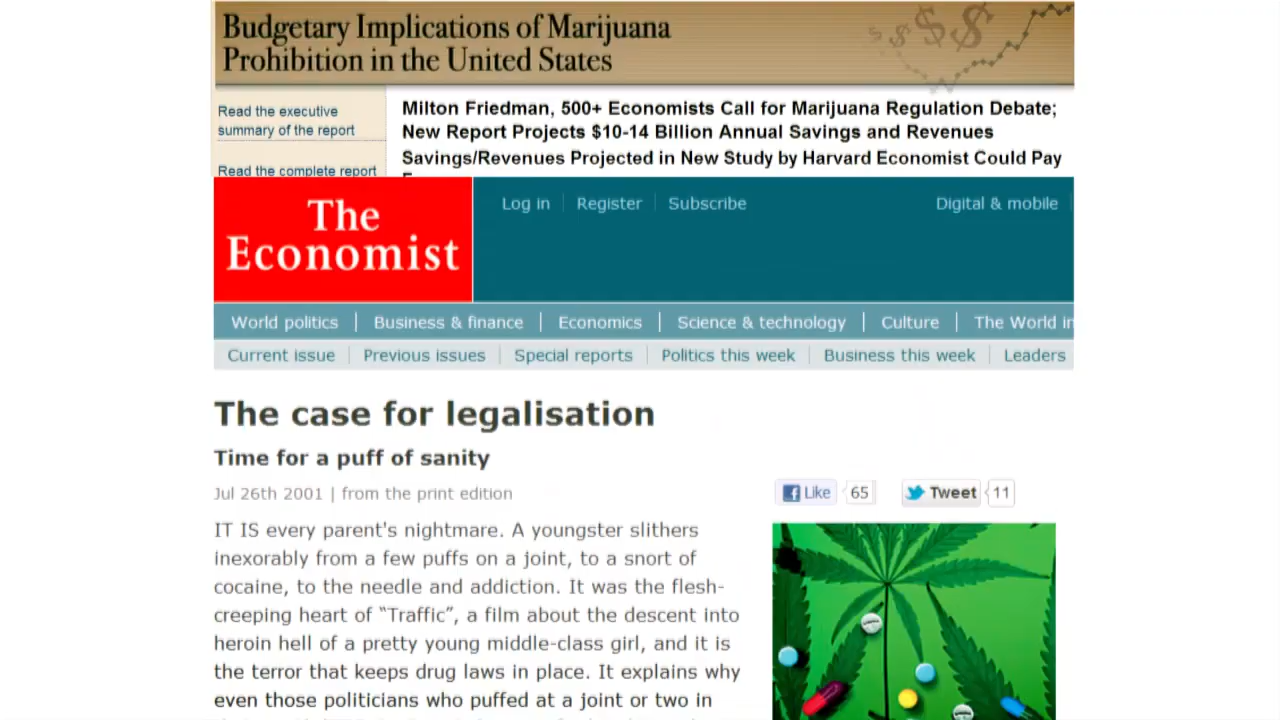 Budgetary Implications of Marijuana
Prohibition in the United States
Read the executive
summary of the report
Read the complete report
Milton Friedman, 500+ Economists Call for Marijuana Regulation Debate;
New Report Projects $10-14 Billion Annual Savings and Revenues
Savings/Revenues Projected in New Study by Harvard Economist Could Pay
The
Economist
Log in
Register
Subscribe
Digital & mobile
World politics
Business & finance
Economics
Science & technology
Culture
The World in
Current issue
Previous issues
Special reports
Politics this week
Business this week
Leaders
The case for legalisation
Time for a puff of sanity
Jul 26th 2001 | from the print edition
Like
65
Tweet
11
IT IS every parent's nightmare. A youngster slithers
inexorably from a few puffs on a joint, to a snort of
cocaine, to the needle and addiction. It was the flesh-
creeping heart of “Traffic”, a film about the descent into
heroin hell of a pretty young middle-class girl, and it is
the terror that keeps drug laws in place. It explains why
even those politicians who puffed at a joint or two in